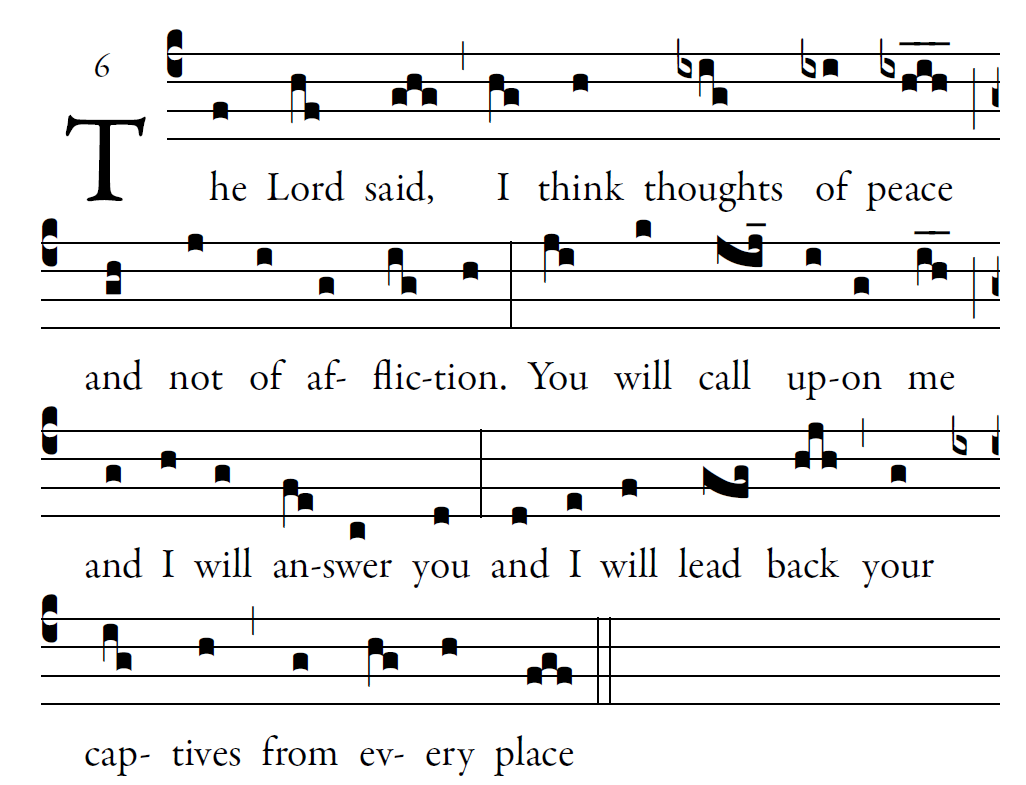 6
The Lord said, I think thoughts of peace
and not of af- flic-tion. You will call up-on me
and I will an-swer you and I will lead back your
cap- tives from ev- ery place